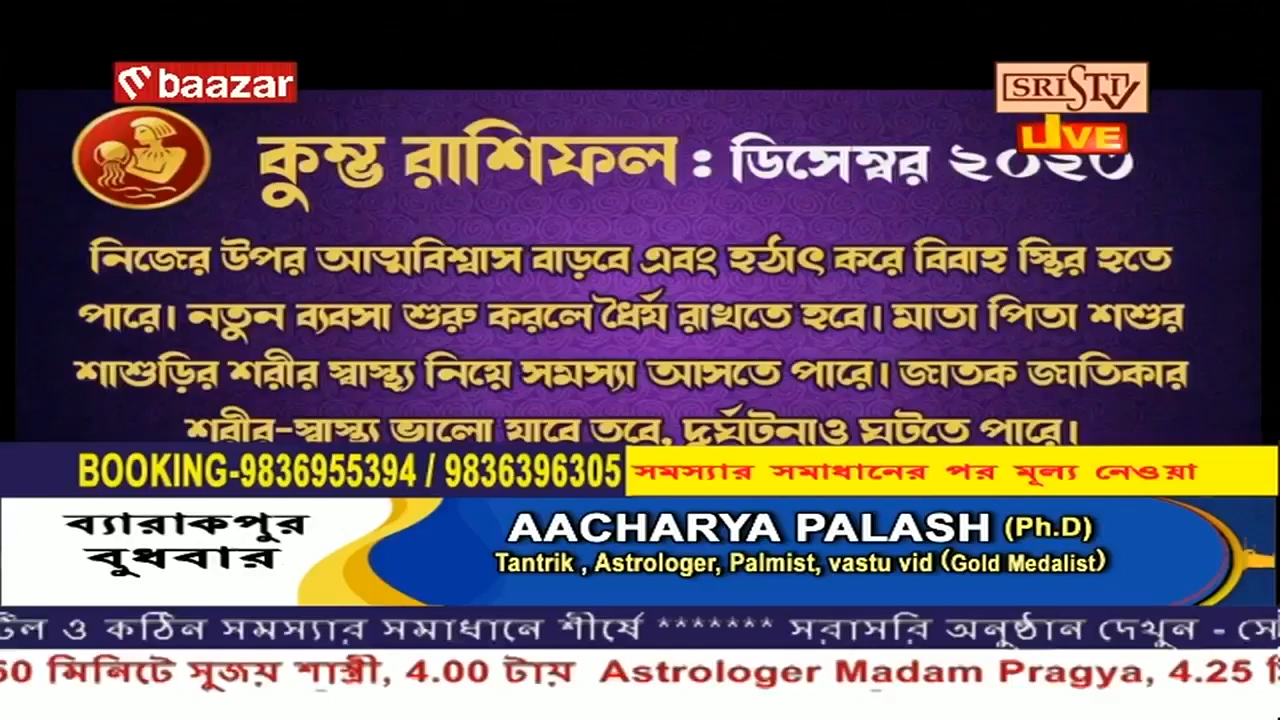 baazar
SRISTI TV
LIVE
কুম্ভ রাশিফল : ডিসেম্বর ২০২৩
নিজের উপর আত্মবিশ্বাস বাড়বে এবং হঠাৎ করে বিবাহ স্থির হতে
পারে। নতুন ব্যবসা শুরু করলে ধৈর্য রাখতে হবে। মাতা পিতা শশুর
শাশুড়ির শরীর স্বাস্থ্য নিয়ে সমস্যা আসতে পারে। জাতক জাতিকার
শরীর-স্বাস্থ্য ভালো যাবে তবে, দুর্ঘটনাও ঘটতে পারে।
BOOKING-9836955394 / 9836396305
সমস্যার সমাধানের পর মূল্য নেওয়া
ব্যারাকপুর
বুধবার
AACHARYA PALASH (Ph.D)
Tantrik , Astrologer, Palmist, vastu vid (Gold Medalist)
ও কঠিন সমস্যার সমাধানে শীর্ষে ******* সরাসরি অনুষ্ঠান দেখুন -
মিনিটে সুজয় শাস্ত্রী, 4.00 টায় Astrologer Madam Pragya, 4.25